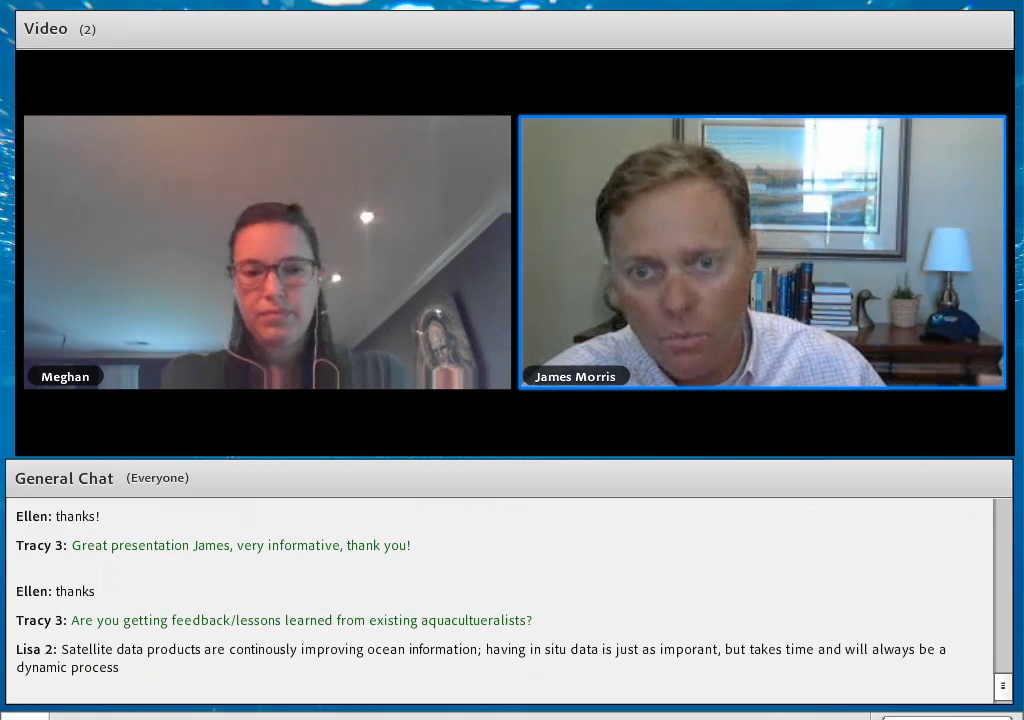 Video (2)
Meghan
James Morris
General Chat (Everyone)
Ellen: thanks!
Tracy 3: Great presentation James, very informative, thank you!
Ellen: thanks
Tracy 3: Are you getting feedback/lessons learned from existing aquacultueralists?
Lisa 2: Satellite data products are continously improving ocean information; having in situ data is just as imporant, but takes time and will always be a
dynamic process